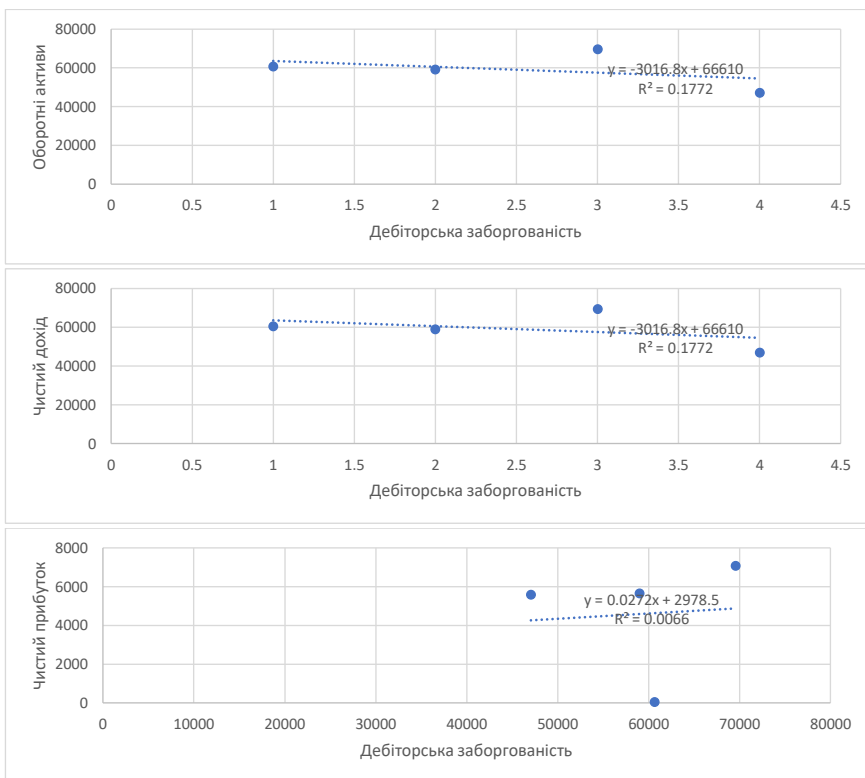 80000
60000
40000
20000
0
Оборотні активи
y = -3016.8x + 66610
R² = 0.1772
0 0.5 1 1.5 2 2.5 3 3.5 4 4.5
Дебіторська заборгованість
80000
60000
40000
20000
0
Чистий дохід
y = -3016.8x + 66610
R² = 0.1772
0 0.5 1 1.5 2 2.5 3 3.5 4 4.5
Дебіторська заборгованість
8000
6000
4000
2000
0
Чистий прибуток
y = 0.0272x + 2978.5
R² = 0.0066
0 10000 20000 30000 40000 50000 60000 70000 80000
Дебіторська заборгованість